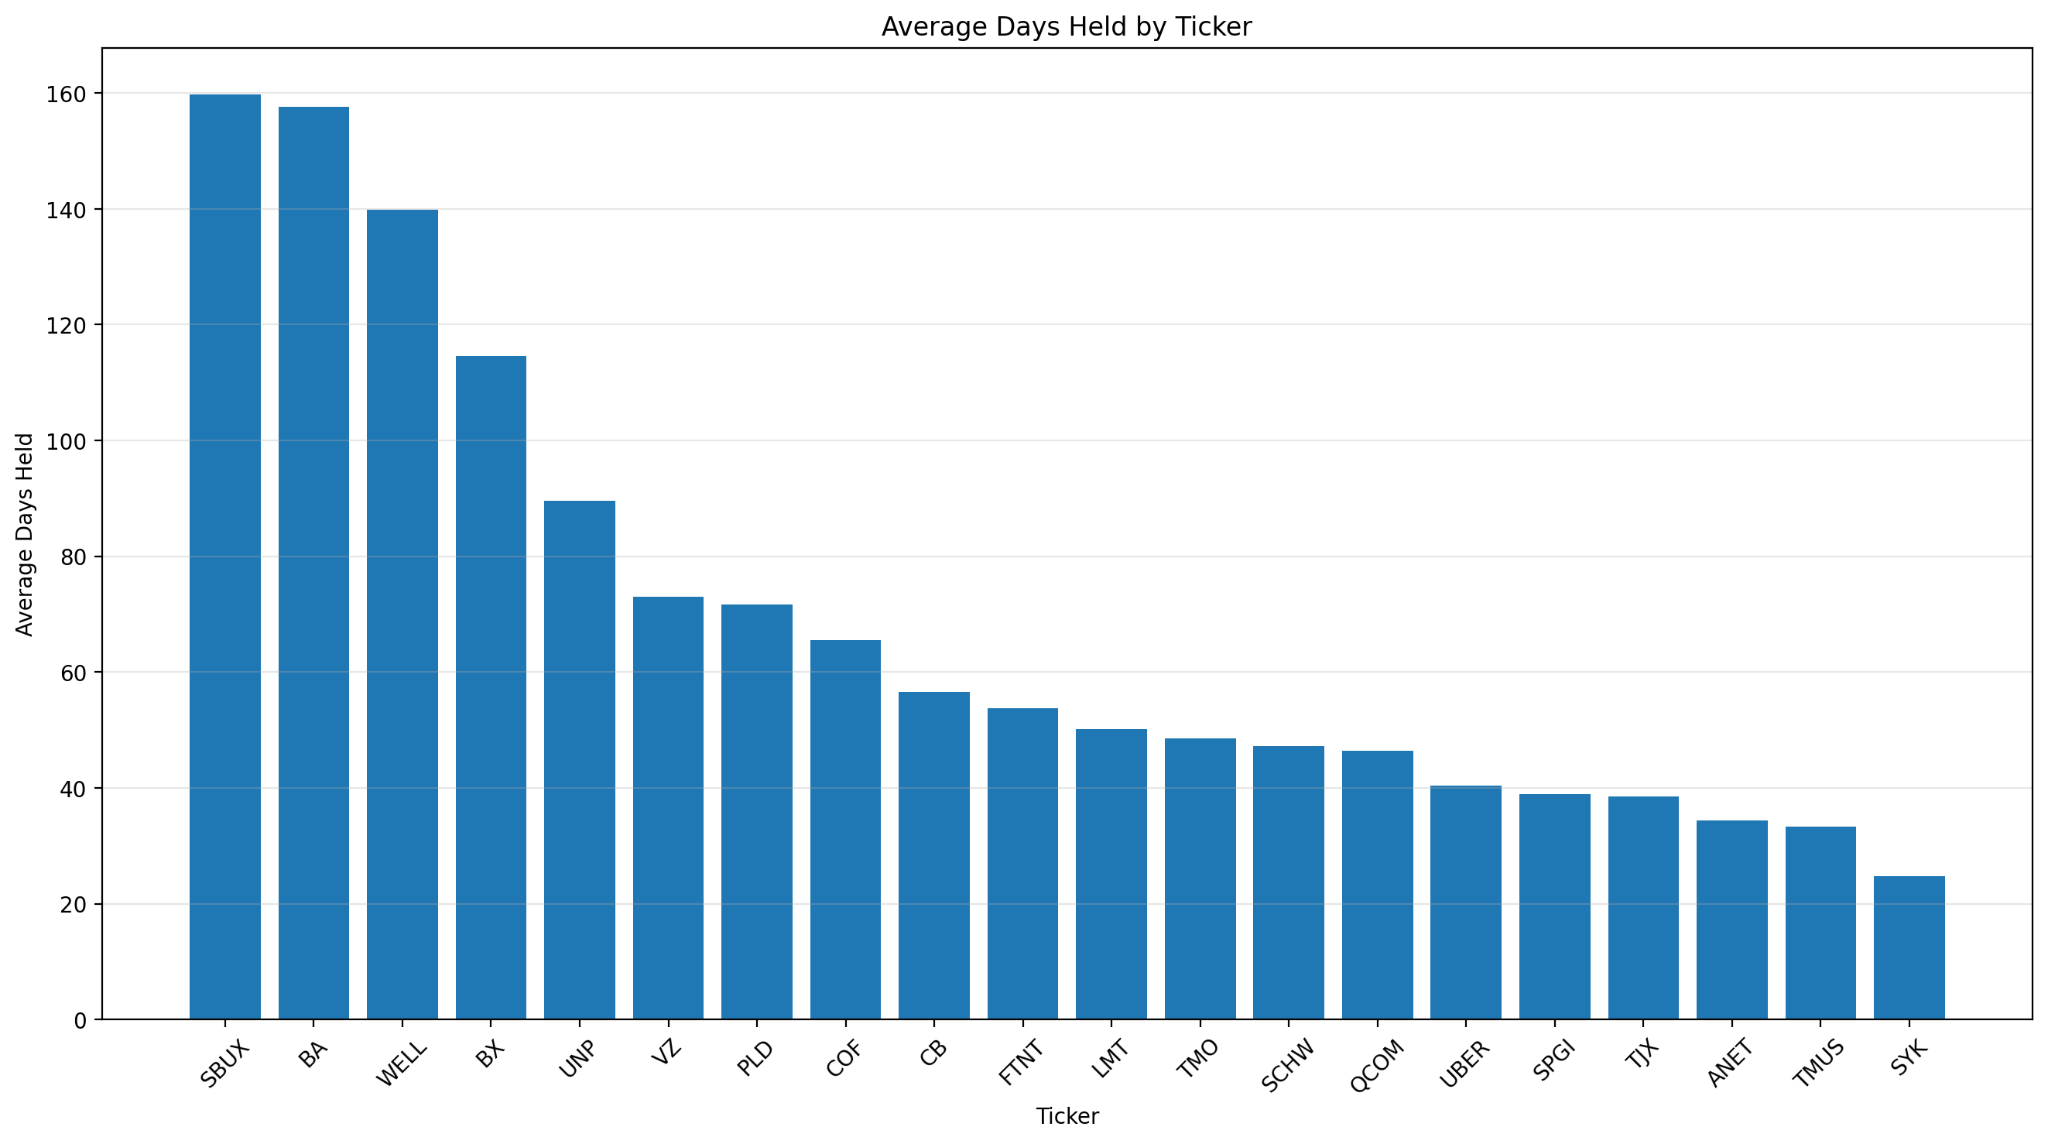 Average Days Held by Ticker
Average Days Held
160
140
120
100
80
60
40
20
0
SBUX
BA
WELL
BX
UNP
VZ
PLD
COF
CB
FTNT
LMT
TMO
SCHW
QCOM
UBER
SPGI
TJX
ANET
TMUS
SYK
Ticker